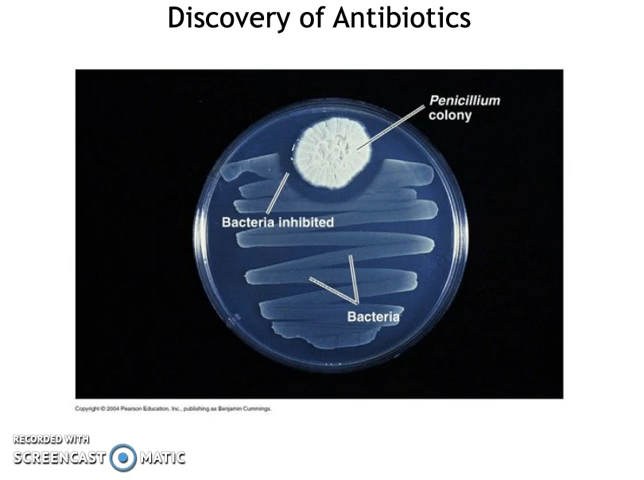 Discovery of Antibiotics
Penicillium
colony
Bacteria inhibited
Bacteria
Copyright © 2004 Pearson Education, Inc., publishing as Benjamin Cummings.
RECORDED WITH
SCREENCAST MATIC